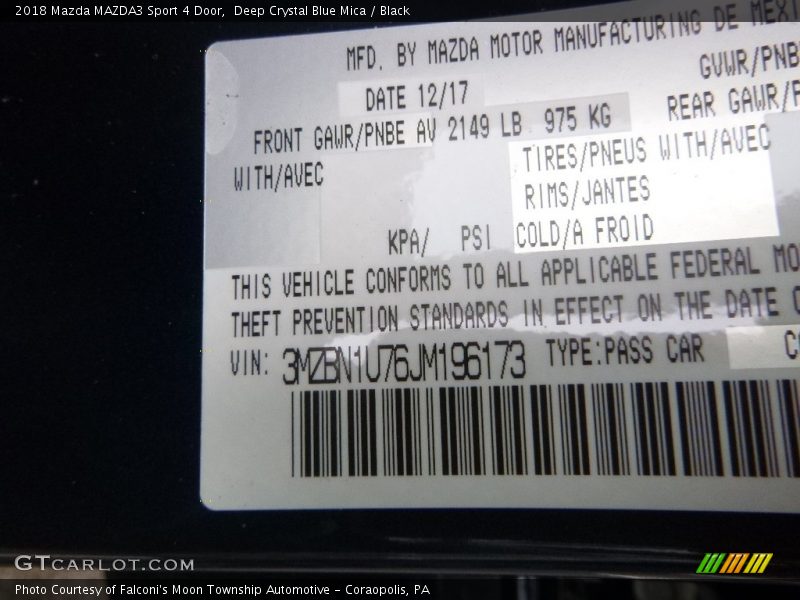 2018 Mazda MAZDA3 Sport 4 Door,  Deep Crystal Blue Mica / Black
MFD. BY MAZDA MOTOR MANUFACTURING DE MEXI
GVWR/PNBE
DATE 12/17
REAR GAWR/P
FRONT GAWR/PNBE AV 2149 LB 975 KG
TIRES/PNEUS WITH/AVEC
WITH/AVEC
RIMS/JANTES
KPA/ PSI COLD/A FROID
THIS VEHICLE CONFORMS TO ALL APPLICABLE FEDERAL MO
THEFT PREVENTION STANDARDS IN EFFECT ON THE DATE O
VIN: 3MZBN1U76JM196173 TYPE:PASS CAR CO
GTCARLOT.COM
Photo Courtesy of Falconi's Moon Township Automotive – Coraopolis, PA